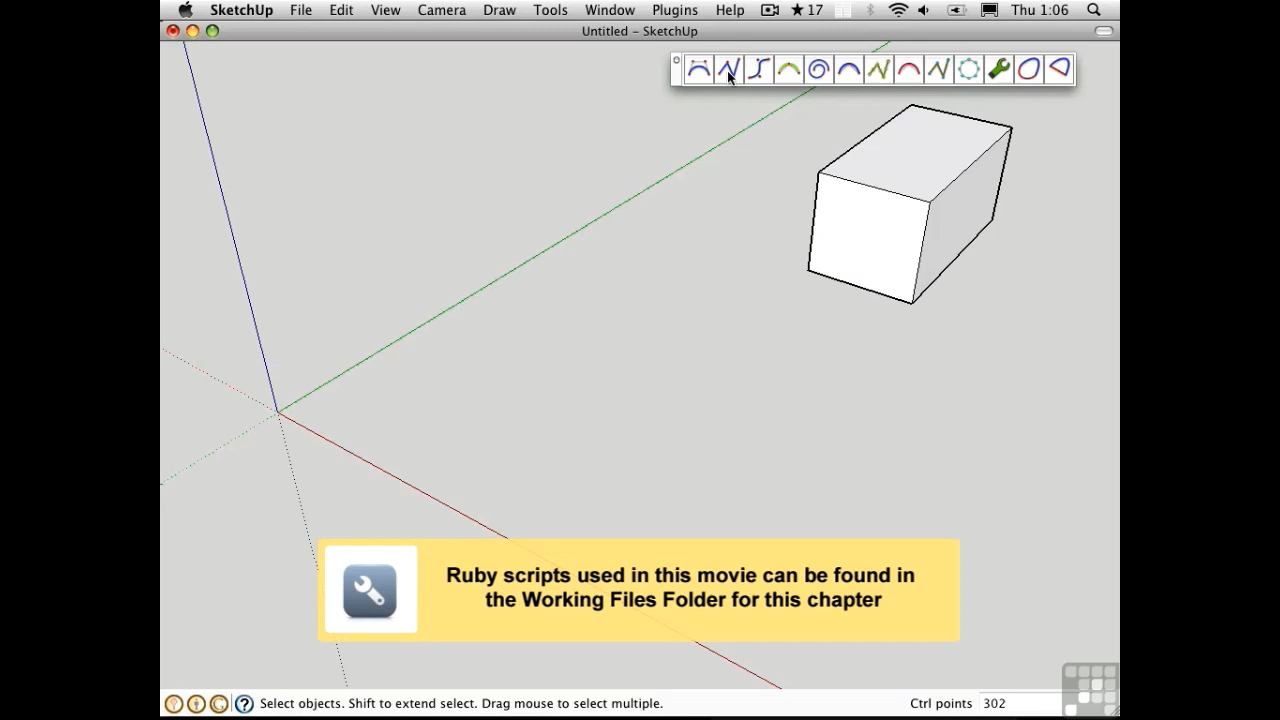 SketchUp File Edit View Camera Draw Tools Window Plugins Help 17 Thu 1:06
Untitled – SketchUp
Ruby scripts used in this movie can be found in
the Working Files Folder for this chapter
Select objects. Shift to extend select. Drag mouse to select multiple. Ctrl points 302